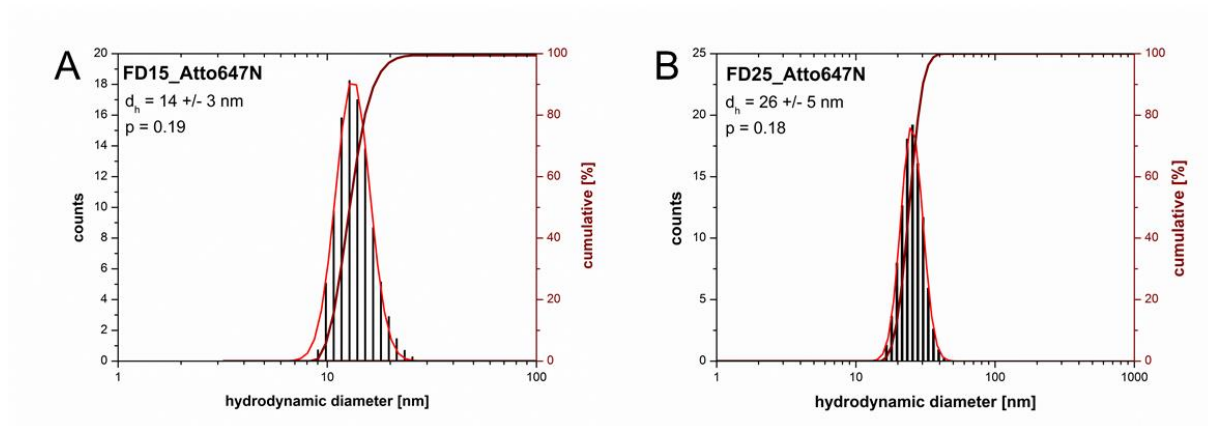 A
FD15_Atto647N
dh = 14 +/- 3 nm
p = 0.19
counts
20
18
16
14
12
10
8
6
4
2
0
100
80
60
40
20
0
cumulative [%]
1
10
100
hydrodynamic diameter [nm]
B
FD25_Atto647N
dh = 26 +/- 5 nm
p = 0.18
counts
25
20
15
10
5
0
100
80
60
40
20
0
cumulative [%]
1
10
100
1000
hydrodynamic diameter [nm]